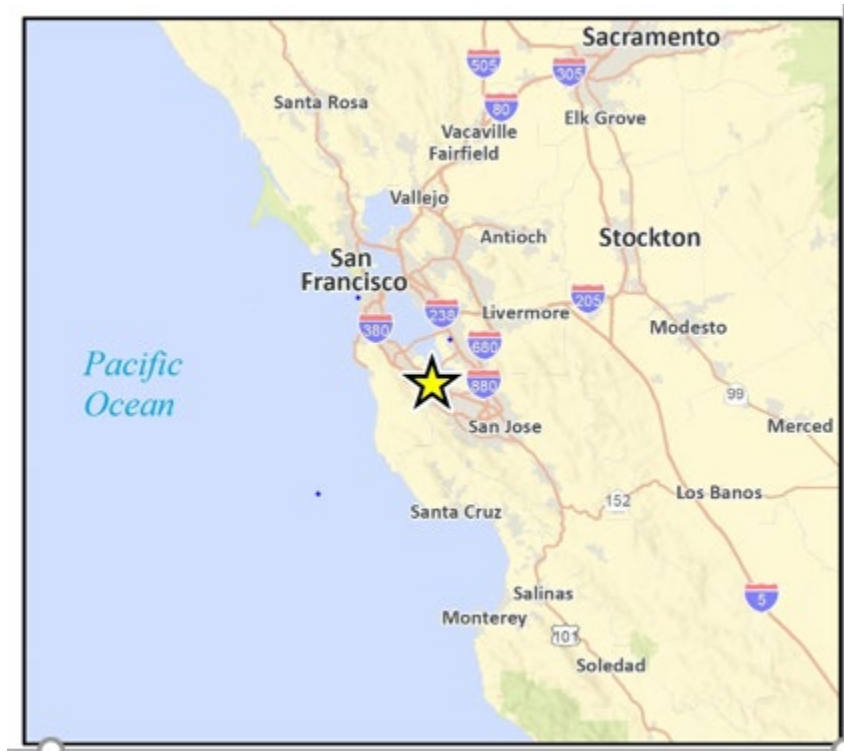 Sacramento
505
305
80
Santa Rosa
Elk Grove
Vacaville
Fairfield
Vallejo
Antioch
Stockton
San
Francisco
205
238
Livermore
380
Modesto
680
Pacific
Ocean
880
99
San Jose
Merced
Los Banos
152
Santa Cruz
Salinas
5
Monterey
101
Soledad